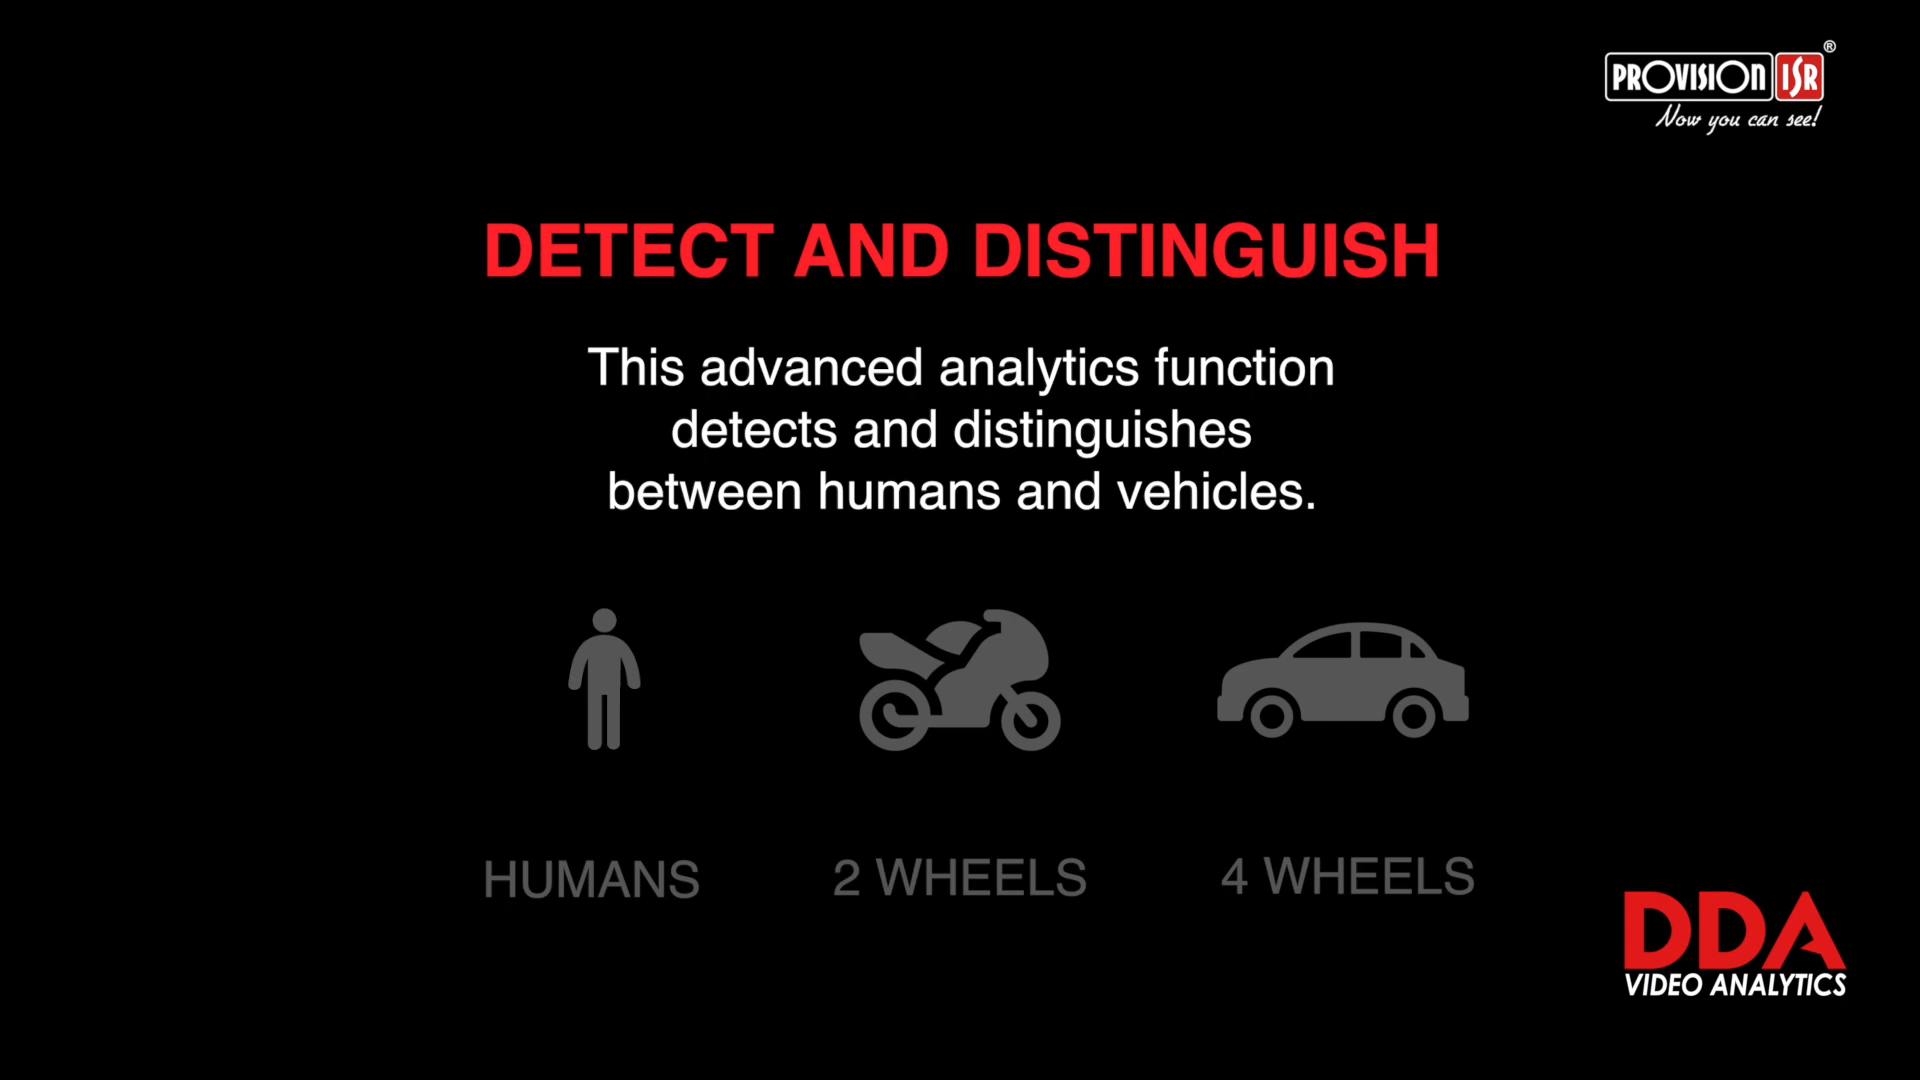 PROVISION ISR®
Now you can see!
DETECT AND DISTINGUISH
This advanced analytics function
detects and distinguishes
between humans and vehicles.
HUMANS
2 WHEELS
4 WHEELS
DDA
VIDEO ANALYTICS